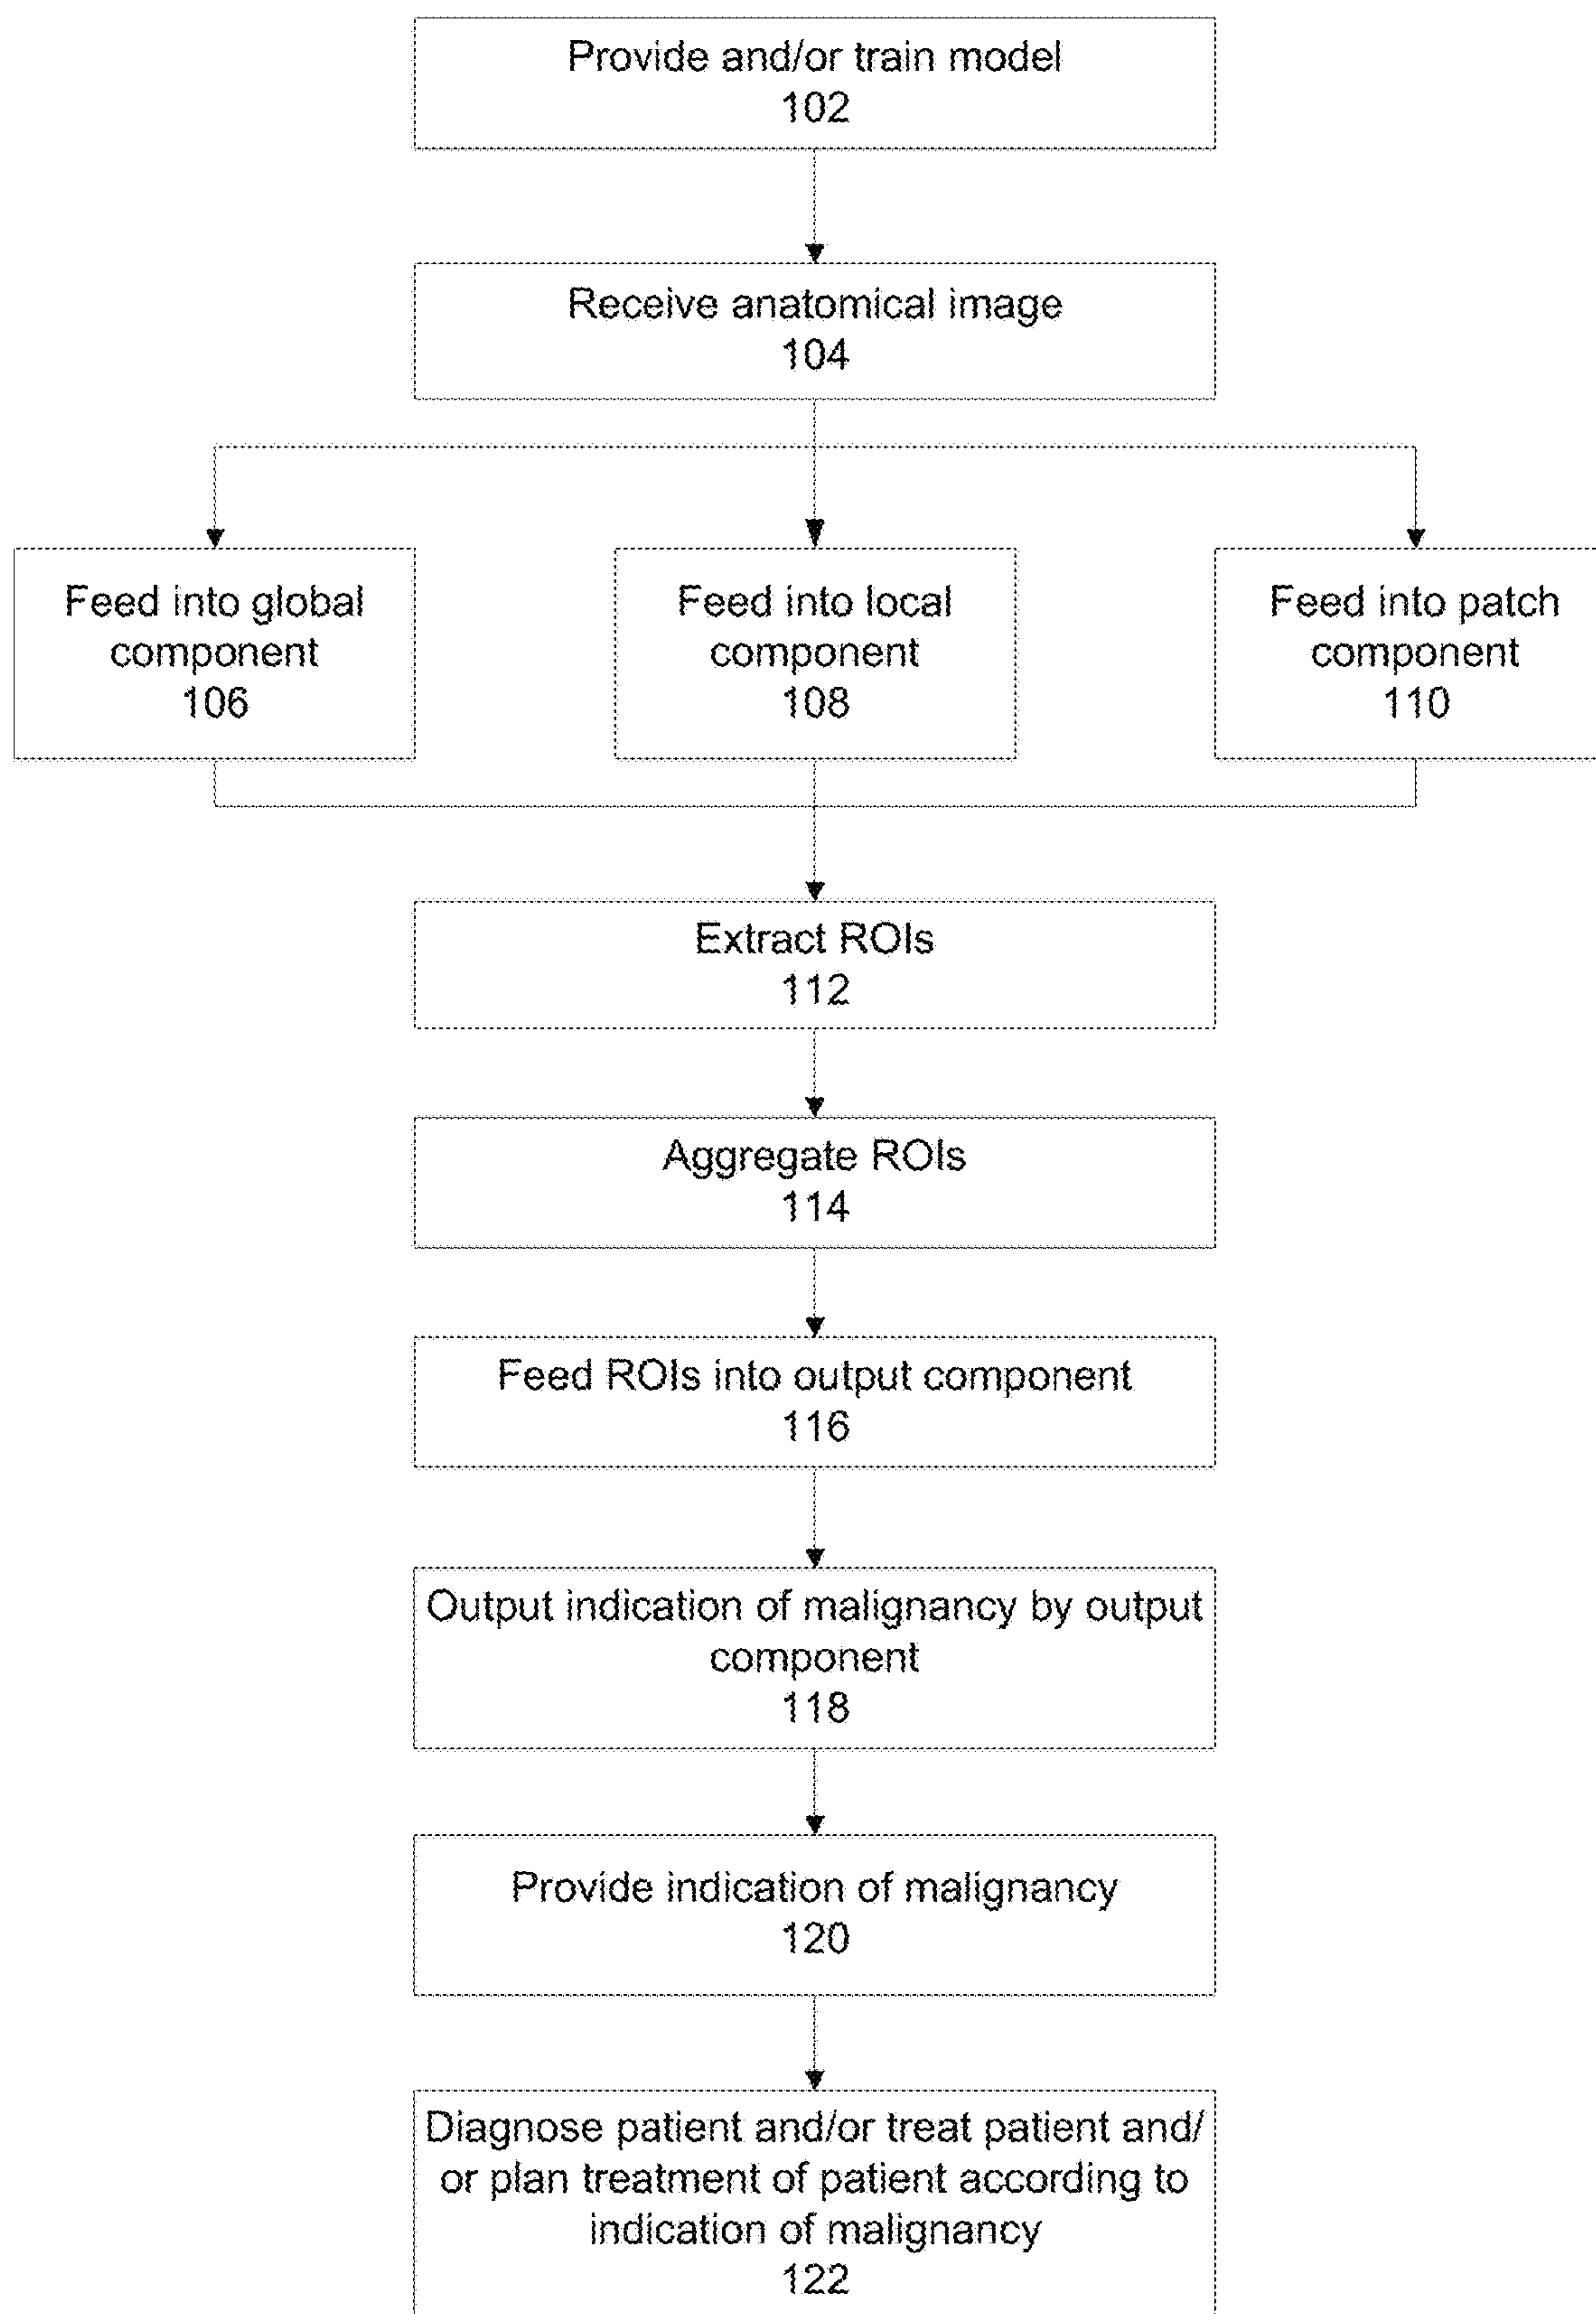 Provide and/or train model
102
Receive anatomical image
104
Feed into global
component
106
Feed into local
component
108
Feed into patch
component
110
Extract ROIs
112
Aggregate ROIs
114
Feed ROIs into output component
116
Output indication of malignancy by output
component
118
Provide indication of malignancy
120
Diagnose patient and/or treat patient and/
or plan treatment of patient according to
indication of malignancy
122